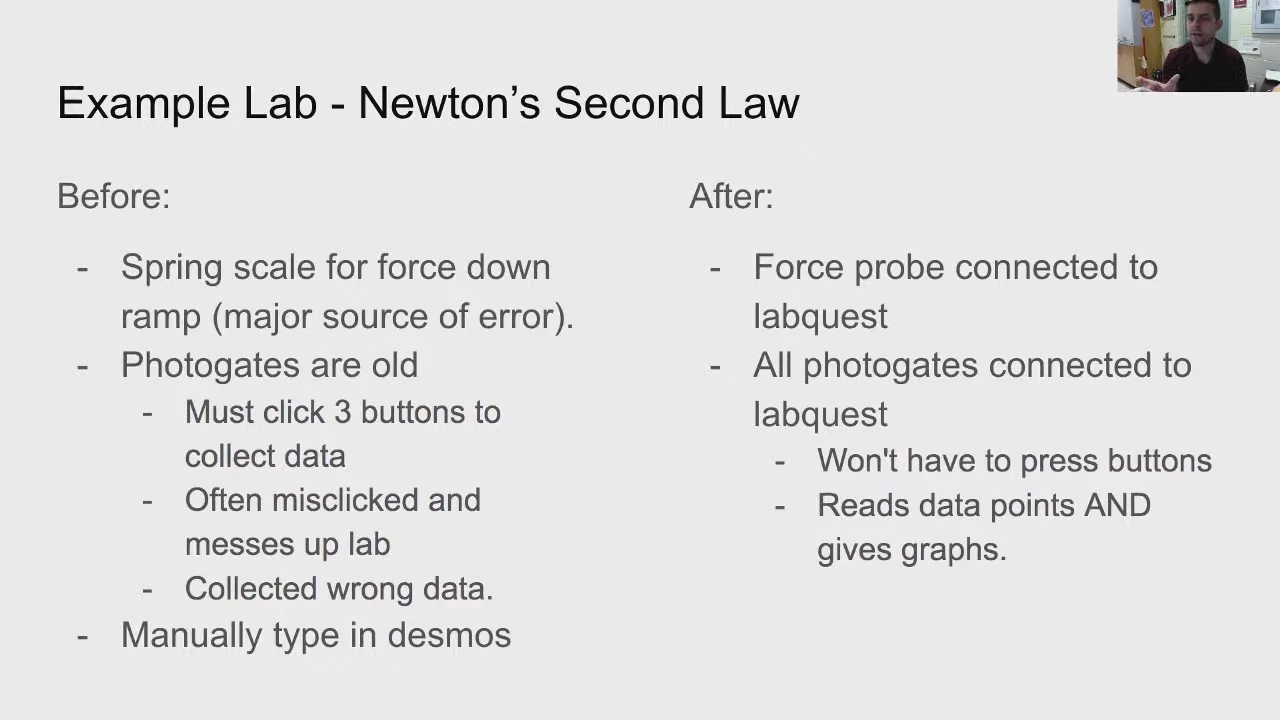 Example Lab - Newton's Second Law
Before:
- Spring scale for force down
ramp (major source of error).
- Photogates are old
- Must click 3 buttons to
collect data
- Often misclicked and
messes up lab
- Collected wrong data.
- Manually type in desmos
After:
- Force probe connected to
labquest
- All photogates connected to
labquest
- Won't have to press buttons
- Reads data points AND
gives graphs.